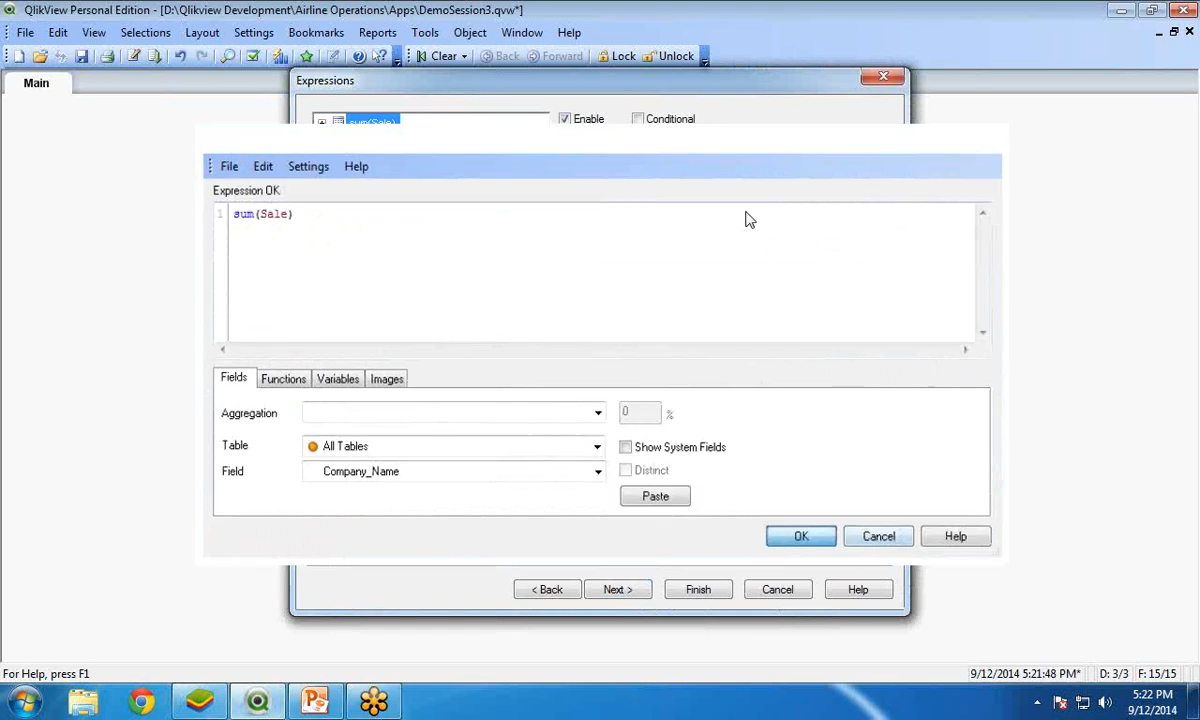 QlikView Personal Edition - [D:\Qlikview Development\Airline Operations\Apps\DemoSession3.qvw*]
File Edit View Selections Layout Settings Bookmarks Reports Tools Object Window Help
Clear Back Forward Lock Unlock
Main
Expressions
sum(Sale) Enable Conditional
File Edit Settings Help
Expression OK
1 sum(Sale)
Fields Functions Variables Images
Aggregation 0 %
Table All Tables Show System Fields
Field Company_Name Distinct
Paste
OK Cancel Help
< Back Next > Finish Cancel Help
For Help, press F1 9/12/2014 5:21:48 PM* D: 3/3 F: 15/15
5:22 PM
9/12/2014